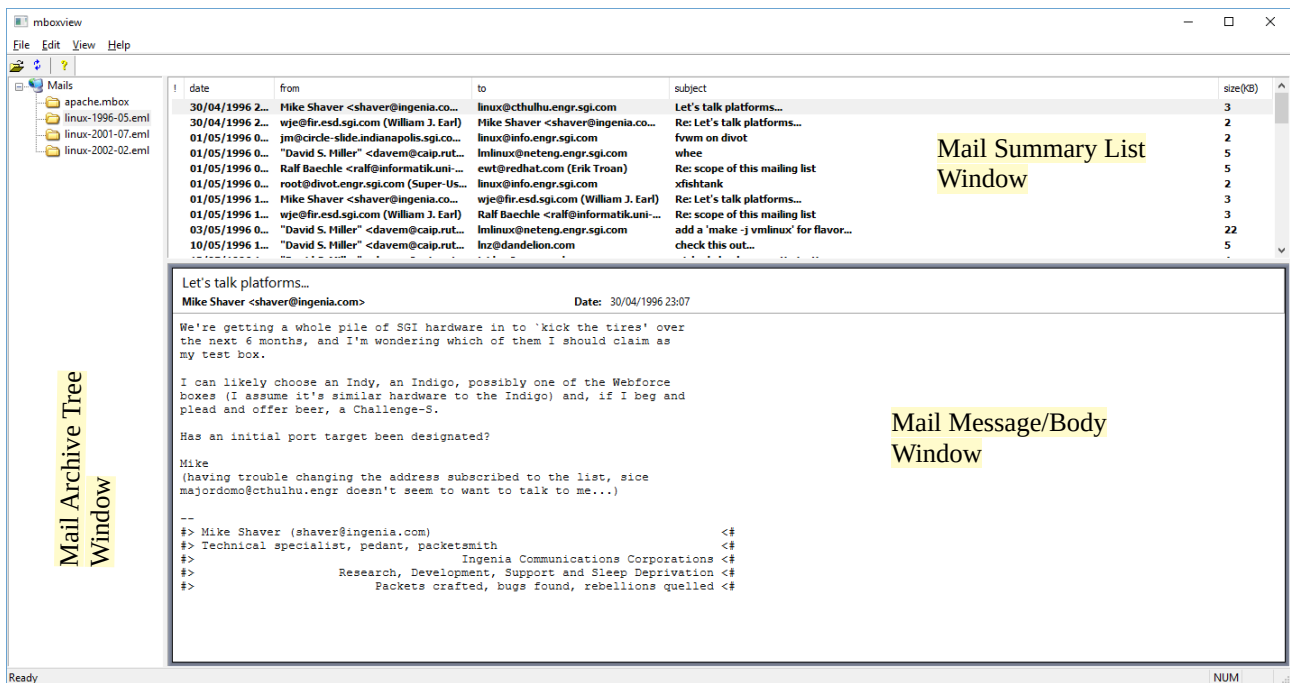 mboxview
File Edit View Help
Mails
apache.mbox
linux-1996-05.eml
linux-2001-07.eml
linux-2002-02.eml
Mail Archive Tree
Window
! date from to subject size(KB)
30/04/1996 2... Mike Shaver <shaver@ingenia.co... linux@cthulhu.engr.sgi.com Let's talk platforms... 3
30/04/1996 2... wje@fir.esd.sgi.com (William J. Earl) Mike Shaver <shaver@ingenia.co... Re: Let's talk platforms... 2
01/05/1996 0... jm@circle-slide.indianapolis.sgi.co... linux@info.engr.sgi.com fvwm on divot 2
01/05/1996 0... "David S. Miller" <davem@caip.rut... lmlinux@neteng.engr.sgi.com whee 5
01/05/1996 0... Ralf Baechle <ralf@informatik.uni-... ewt@redhat.com (Erik Troan) Re: scope of this mailing list 5
01/05/1996 0... root@divot.engr.sgi.com (Super-Us... linux@info.engr.sgi.com xfishtank 2
01/05/1996 1... Mike Shaver <shaver@ingenia.co... wje@fir.esd.sgi.com (William J. Earl) Re: Let's talk platforms... 3
01/05/1996 1... wje@fir.esd.sgi.com (William J. Earl) Ralf Baechle <ralf@informatik.uni-... Re: scope of this mailing list 3
03/05/1996 0... "David S. Miller" <davem@caip.rut... lmlinux@neteng.engr.sgi.com add a 'make -j vmlinux' for flavor... 22
10/05/1996 1... "David S. Miller" <davem@caip.rut... lnz@dandelion.com check this out... 5
Mail Summary List
Window
Let's talk platforms...
Mike Shaver <shaver@ingenia.com> Date: 30/04/1996 23:07
We're getting a whole pile of SGI hardware in to `kick the tires' over
the next 6 months, and I'm wondering which of them I should claim as
my test box.
I can likely choose an Indy, an Indigo, possibly one of the Webforce
boxes (I assume it's similar hardware to the Indigo) and, if I beg and
plead and offer beer, a Challenge-S.
Has an initial port target been designated?
Mike
(having trouble changing the address subscribed to the list, sice
majordomo@cthulhu.engr doesn't seem to want to talk to me...)
--
#> Mike Shaver (shaver@ingenia.com) <#
#> Technical specialist, pedant, packetsmith <#
#> Ingenia Communications Corporations <#
#> Research, Development, Support and Sleep Deprivation <#
#> Packets crafted, bugs found, rebellions quelled <#
Mail Message/Body
Window
Ready NUM